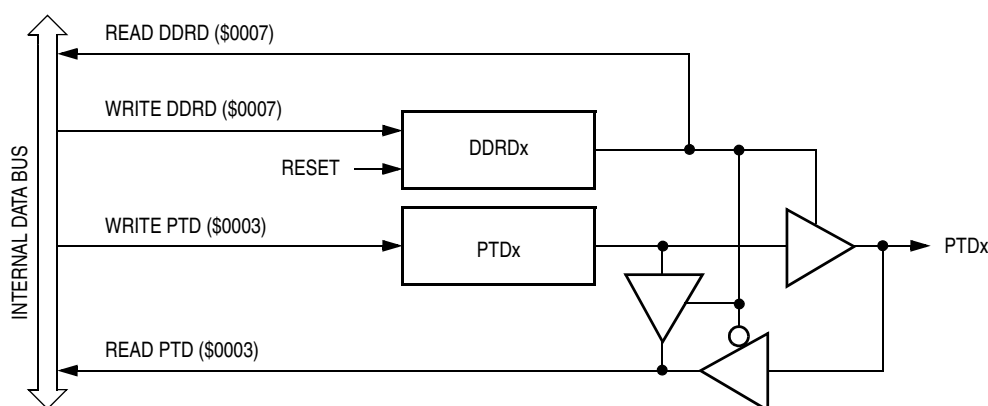 READ DDRD ($0007)
WRITE DDRD ($0007)
DDRDx
RESET
INTERNAL DATA BUS
WRITE PTD ($0003)
PTDx
PTDx
READ PTD ($0003)